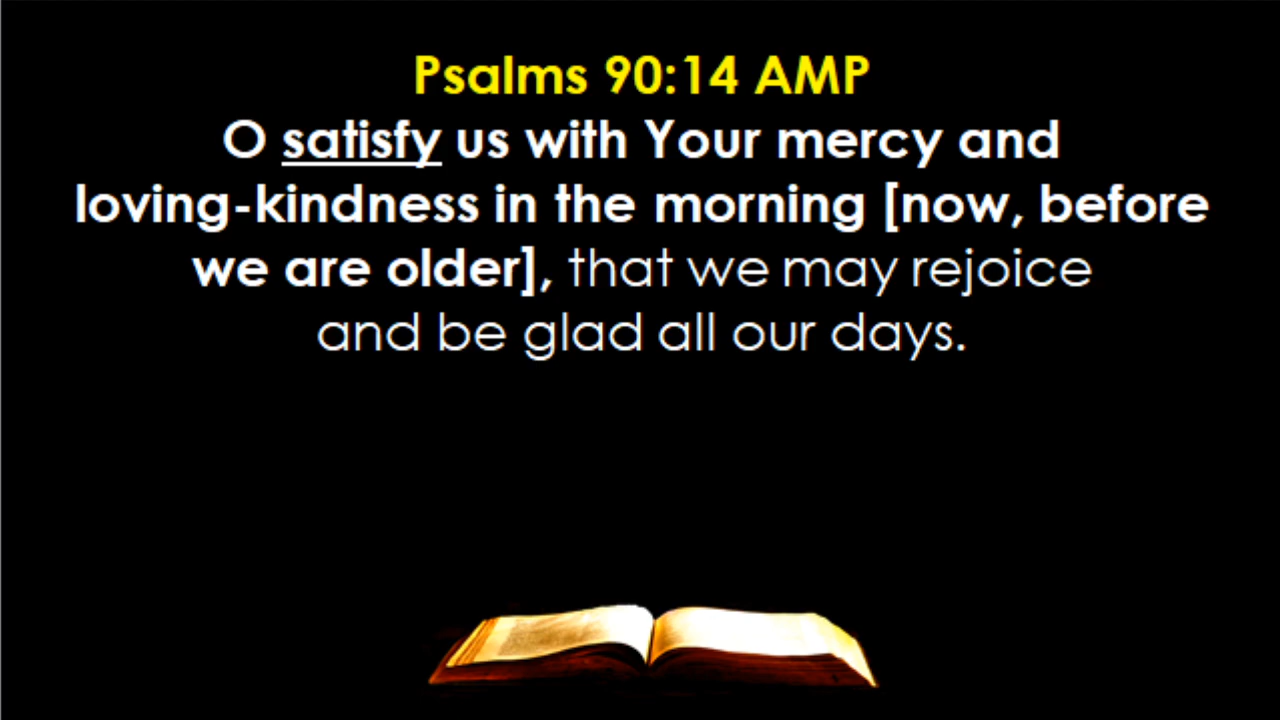 Psalms 90:14 AMP
O satisfy us with Your mercy and
loving-kindness in the morning [now, before
we are older], that we may rejoice
and be glad all our days.